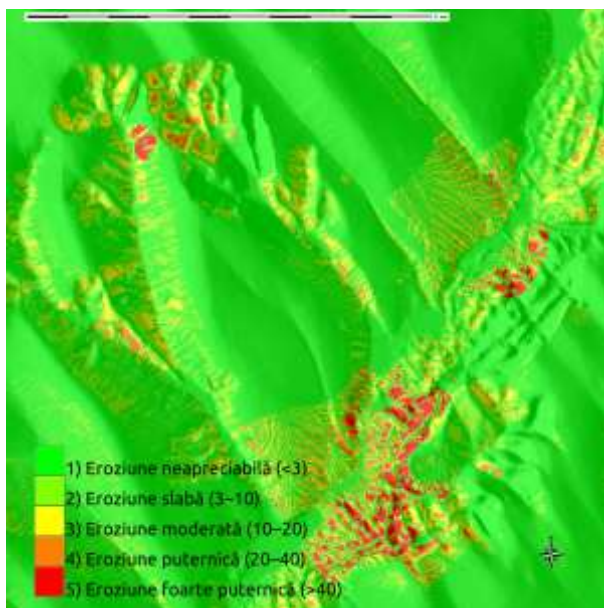 1) Eroziune neapreciabilă (<3)
2) Eroziune slabă (3–10)
3) Eroziune moderată (10–20)
4) Eroziune puternică (20–40)
5) Eroziune foarte puternică (>40)